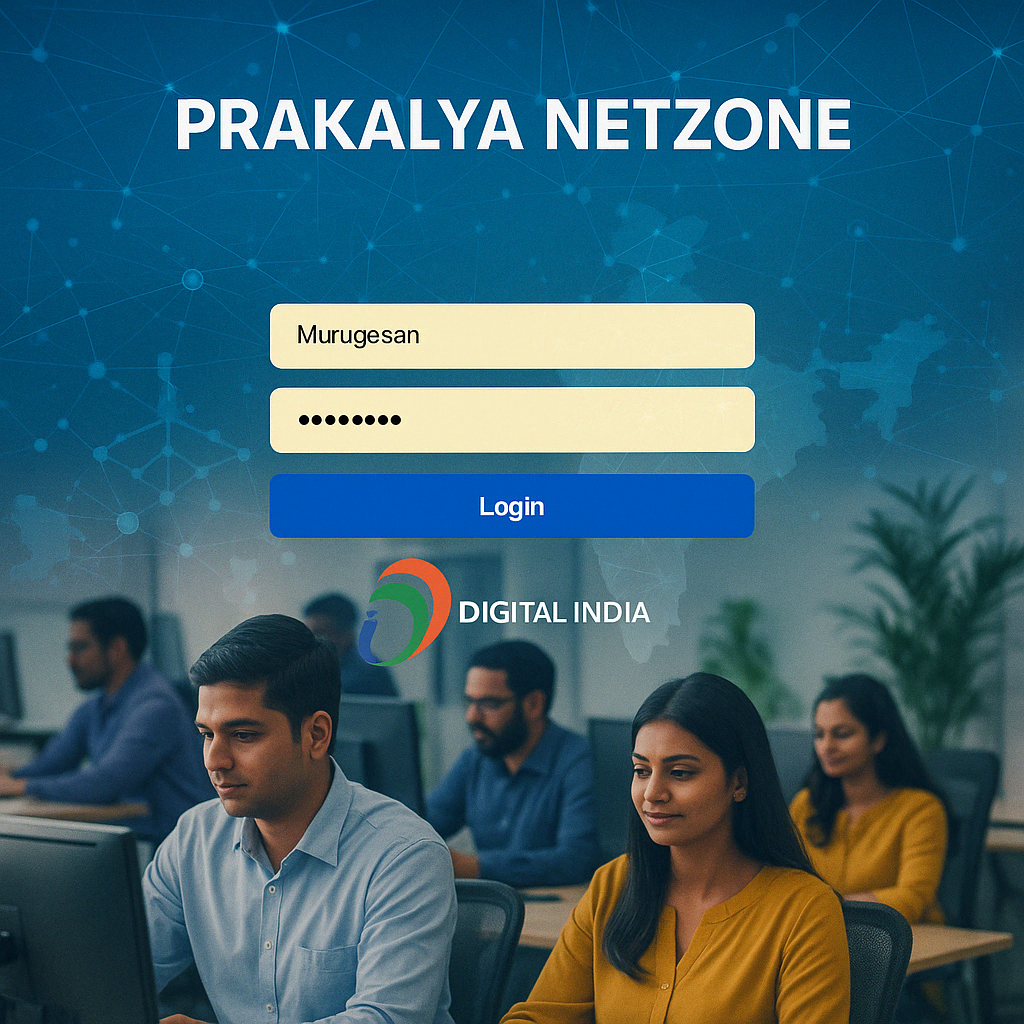 PRAKALYA NETZONE
Murugesan
••••••••
Login
DIGITAL INDIA